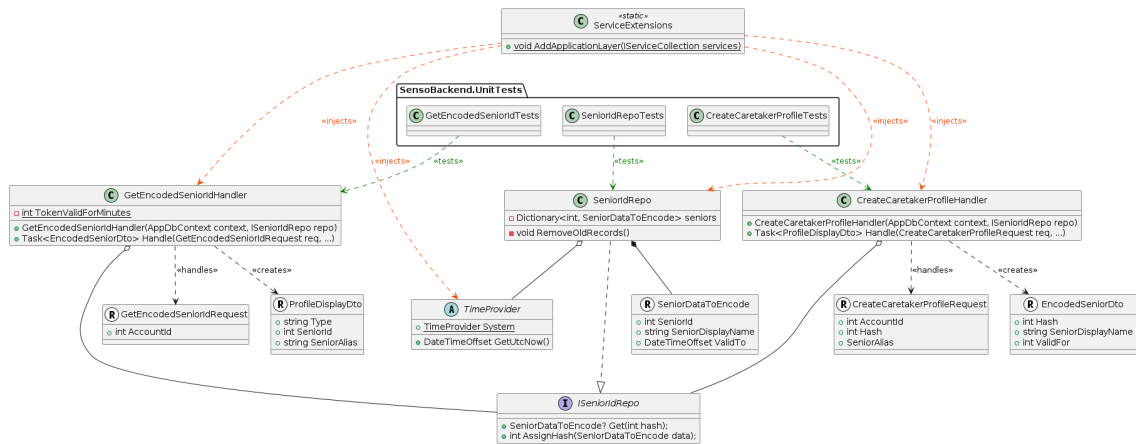 «static»
C ServiceExtensions
void AddApplicationLayer(IServiceCollection services)
SensoBackend.UnitTests
C GetEncodedSeniorIdTests
C SeniorIdRepoTests
C CreateCaretakerProfileTests
«injects»
«injects»
«injects»
«injects»
«tests»
«tests»
«tests»
C GetEncodedSeniorIdHandler
int TokenValidForMinutes
GetEncodedSeniorIdHandler(AppDbContext context, ISeniorIdRepo repo)
Task<EncodedSeniorDto> Handle(GetEncodedSeniorIdRequest req, ...)
C SeniorIdRepo
Dictionary<int, SeniorDataToEncode> seniors
void RemoveOldRecords()
C CreateCaretakerProfileHandler
CreateCaretakerProfileHandler(AppDbContext context, ISeniorIdRepo repo)
Task<ProfileDisplayDto> Handle(CreateCaretakerProfileRequest req, ...)
«handles»
«creates»
«handles»
«creates»
R GetEncodedSeniorIdRequest
int AccountId
R ProfileDisplayDto
string Type
int SeniorId
string SeniorAlias
A TimeProvider
TimeProvider System
DateTimeOffset GetUtcNow()
R SeniorDataToEncode
int SeniorId
string SeniorDisplayName
DateTimeOffset ValidTo
R CreateCaretakerProfileRequest
int AccountId
int Hash
SeniorAlias
R EncodedSeniorDto
int Hash
string SeniorDisplayName
int ValidFor
I ISeniorIdRepo
SeniorDataToEncode? Get(int hash);
int AssignHash(SeniorDataToEncode data);